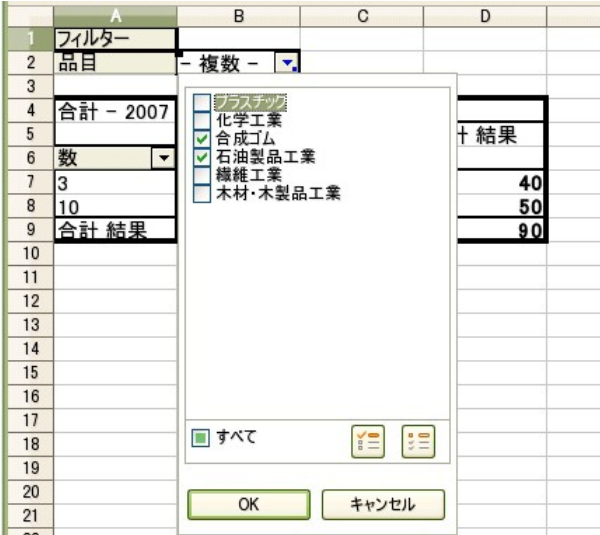 A B C D
1 フィルター
2 品目 - 複数 -
3
プラスチック
4 合計 - 2007
化学工業
5 合成ゴム 計 結果
6 数 石油製品工業
繊維工業
7 3 木材・木製品工業 40
8 10 50
9 合計 結果 90
10
11
12
13
14
15
16
17
18 すべて
19
20
21 OK キャンセル